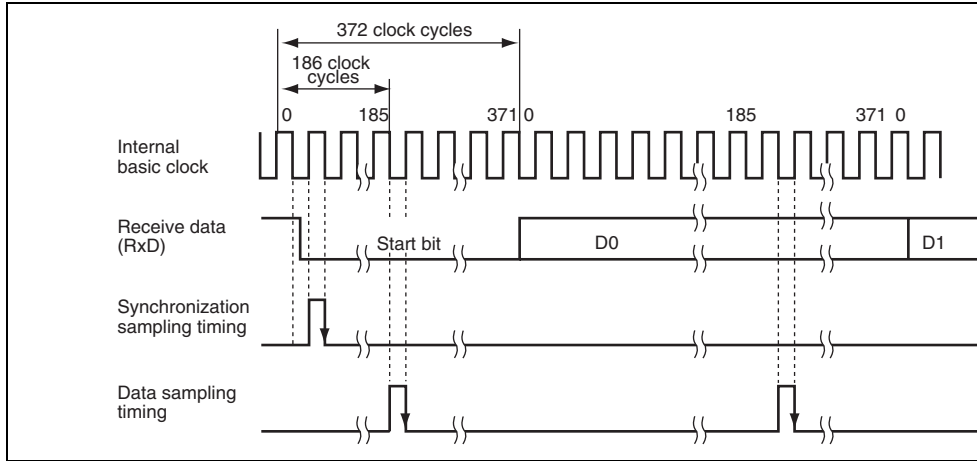 372 clock cycles
186 clock
cycles
0 185 371 0 185 371 0
Internal
basic clock
Receive data
(RxD)
Start bit D0 D1
Synchronization
sampling timing
Data sampling
timing